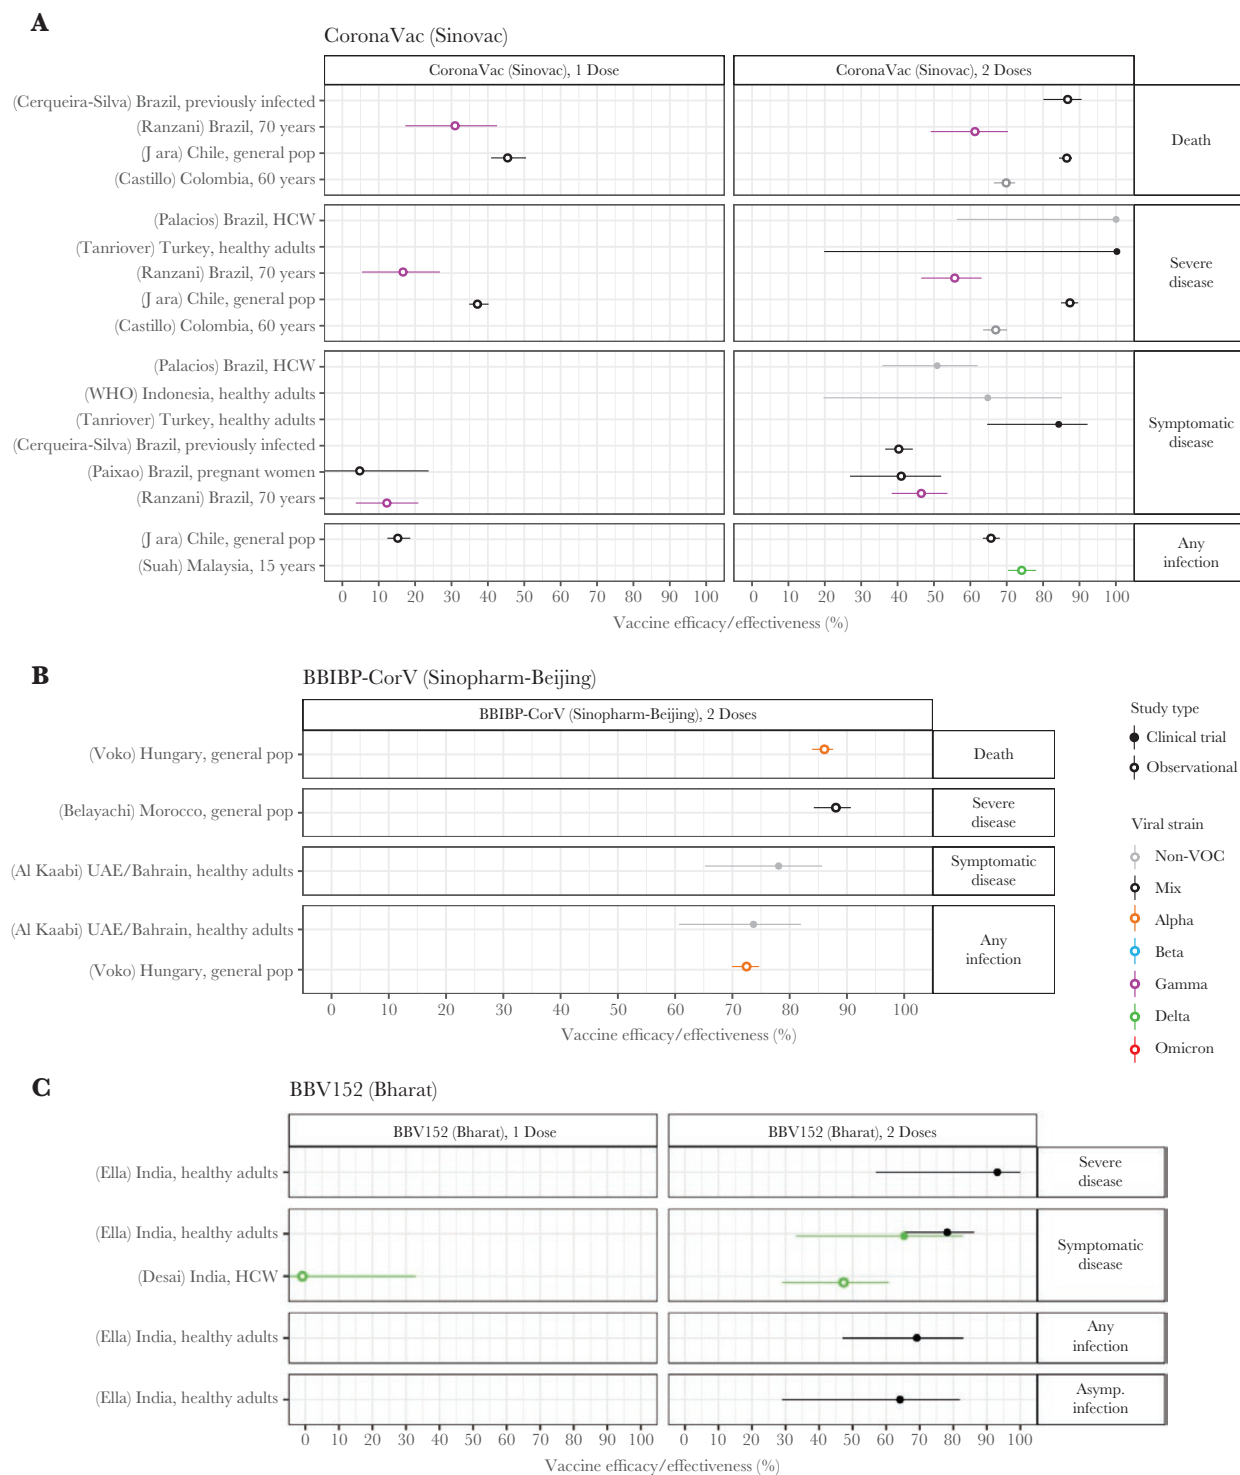 A
CoronaVac (Sinovac)
CoronaVac (Sinovac), 1 Dose
CoronaVac (Sinovac), 2 Doses
(Cerqueira-Silva) Brazil, previously infected
(Ranzani) Brazil, 70 years
(J ara) Chile, general pop
(Castillo) Colombia, 60 years
Death
(Palacios) Brazil, HCW
(Tanriover) Turkey, healthy adults
(Ranzani) Brazil, 70 years
(J ara) Chile, general pop
(Castillo) Colombia, 60 years
Severe
disease
(Palacios) Brazil, HCW
(WHO) Indonesia, healthy adults
(Tanriover) Turkey, healthy adults
(Cerqueira-Silva) Brazil, previously infected
(Paixao) Brazil, pregnant women
(Ranzani) Brazil, 70 years
Symptomatic
disease
(J ara) Chile, general pop
(Suah) Malaysia, 15 years
Any
infection
0 10 20 30 40 50 60 70 80 90 100
20 30 40 50 60 70 80 90 100
Vaccine efficacy/effectiveness (%)
B
BBIBP-CorV (Sinopharm-Beijing)
BBIBP-CorV (Sinopharm-Beijing), 2 Doses
(Voko) Hungary, general pop
Death
(Belayachi) Morocco, general pop
Severe
disease
(Al Kaabi) UAE/Bahrain, healthy adults
Symptomatic
disease
(Al Kaabi) UAE/Bahrain, healthy adults
(Voko) Hungary, general pop
Any
infection
0 10 20 30 40 50 60 70 80 90 100
Vaccine efficacy/effectiveness (%)
Study type
Clinical trial
Observational
Viral strain
Non-VOC
Mix
Alpha
Beta
Gamma
Delta
Omicron
C
BBV152 (Bharat)
BBV152 (Bharat), 1 Dose
BBV152 (Bharat), 2 Doses
(Ella) India, healthy adults
Severe
disease
(Ella) India, healthy adults
(Desai) India, HCW
Symptomatic
disease
(Ella) India, healthy adults
Any
infection
(Ella) India, healthy adults
Asymp.
infection
0 10 20 30 40 50 60 70 80 90 100
0 10 20 30 40 50 60 70 80 90 100
Vaccine efficacy/effectiveness (%)